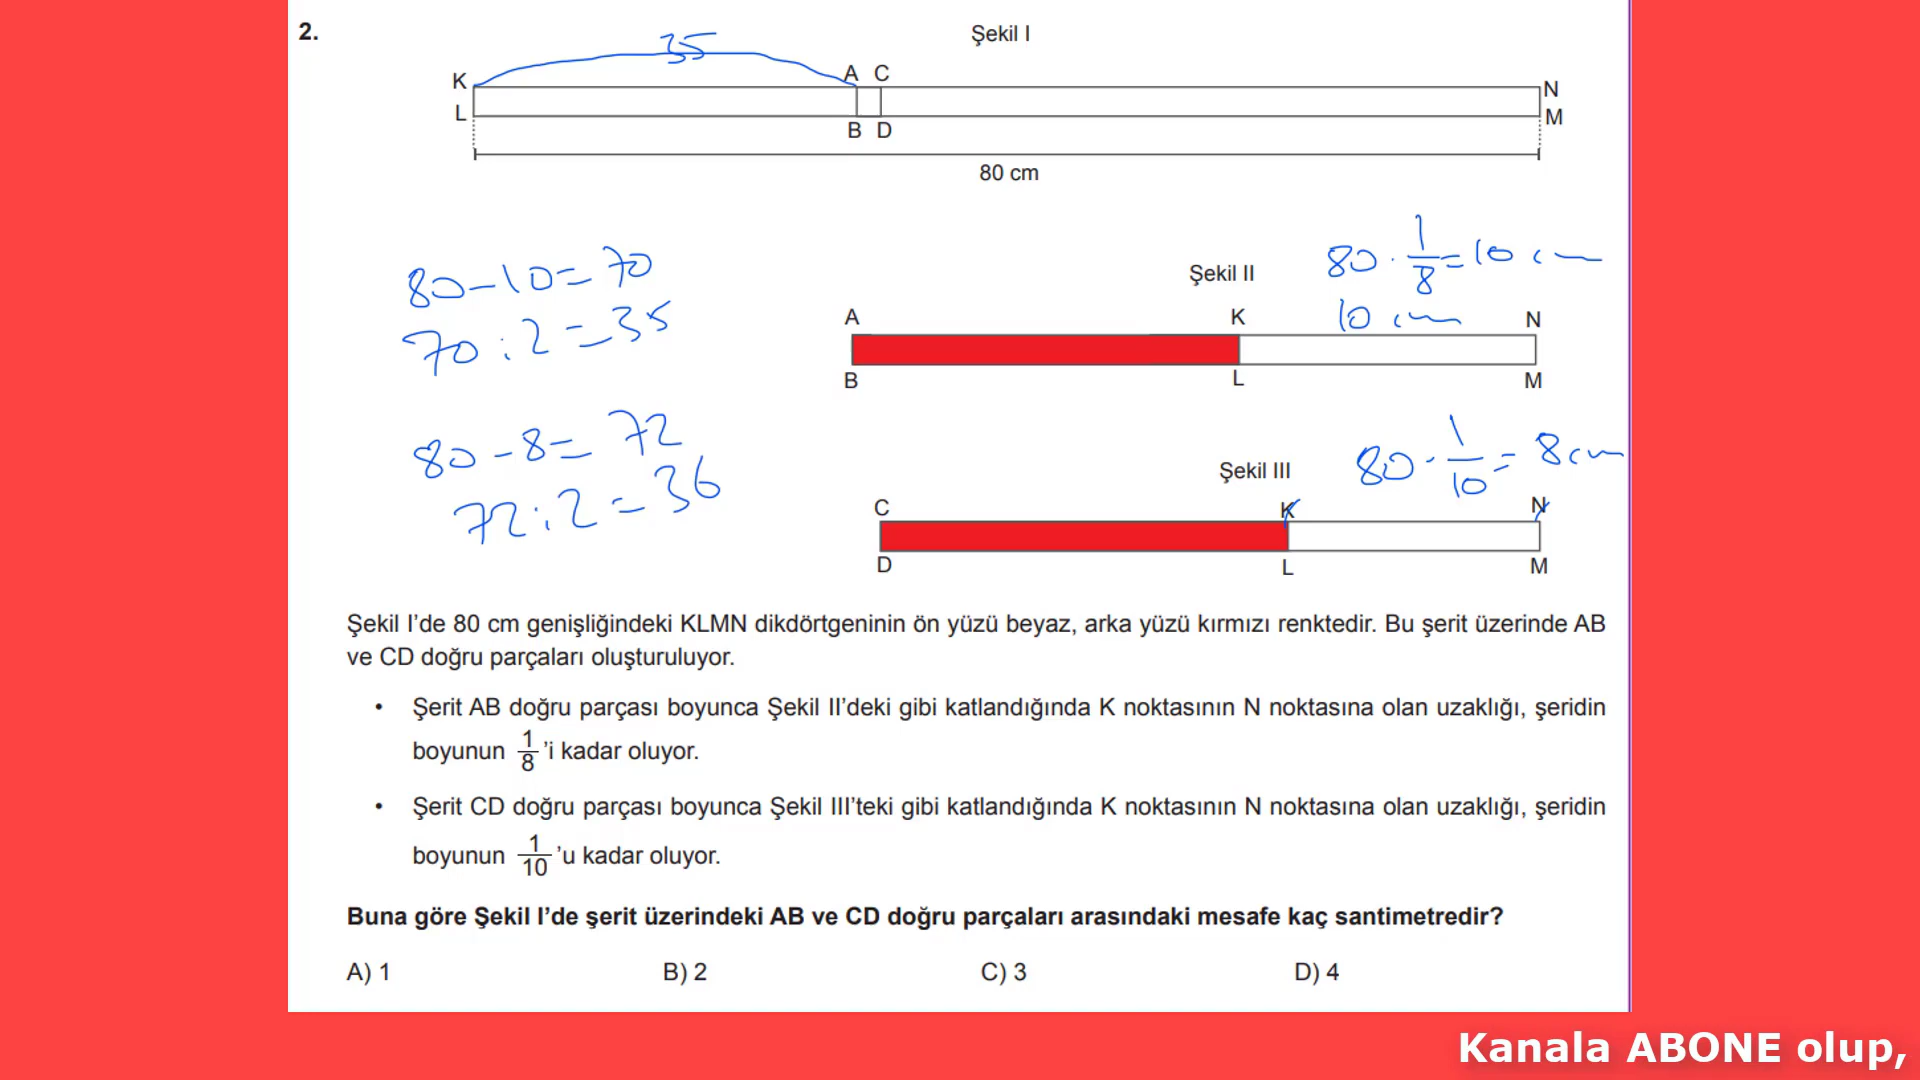 2.
Şekil I
35
K
A C
N
L
M
B D
80 cm
80-10=70
70:2=35
Şekil II
80 · 1/8 = 10 cm
10 cm
A
K
N
B
L
M
80-8=72
72:2=36
Şekil III
80 · 1/10 = 8cm
C
K
N
D
L
M
Şekil I’de 80 cm genişliğindeki KLMN dikdörtgeninin ön yüzü beyaz, arka yüzü kırmızı renktedir. Bu şerit üzerinde AB
ve CD doğru parçaları oluşturuluyor.
• Şerit AB doğru parçası boyunca Şekil II’deki gibi katlandığında K noktasının N noktasına olan uzaklığı, şeridin
boyunun 1/8 ’i kadar oluyor.
• Şerit CD doğru parçası boyunca Şekil III’teki gibi katlandığında K noktasının N noktasına olan uzaklığı, şeridin
boyunun 1/10 ’u kadar oluyor.
Buna göre Şekil I’de şerit üzerindeki AB ve CD doğru parçaları arasındaki mesafe kaç santimetredir?
A) 1 B) 2 C) 3 D) 4
Kanala ABONE olup,